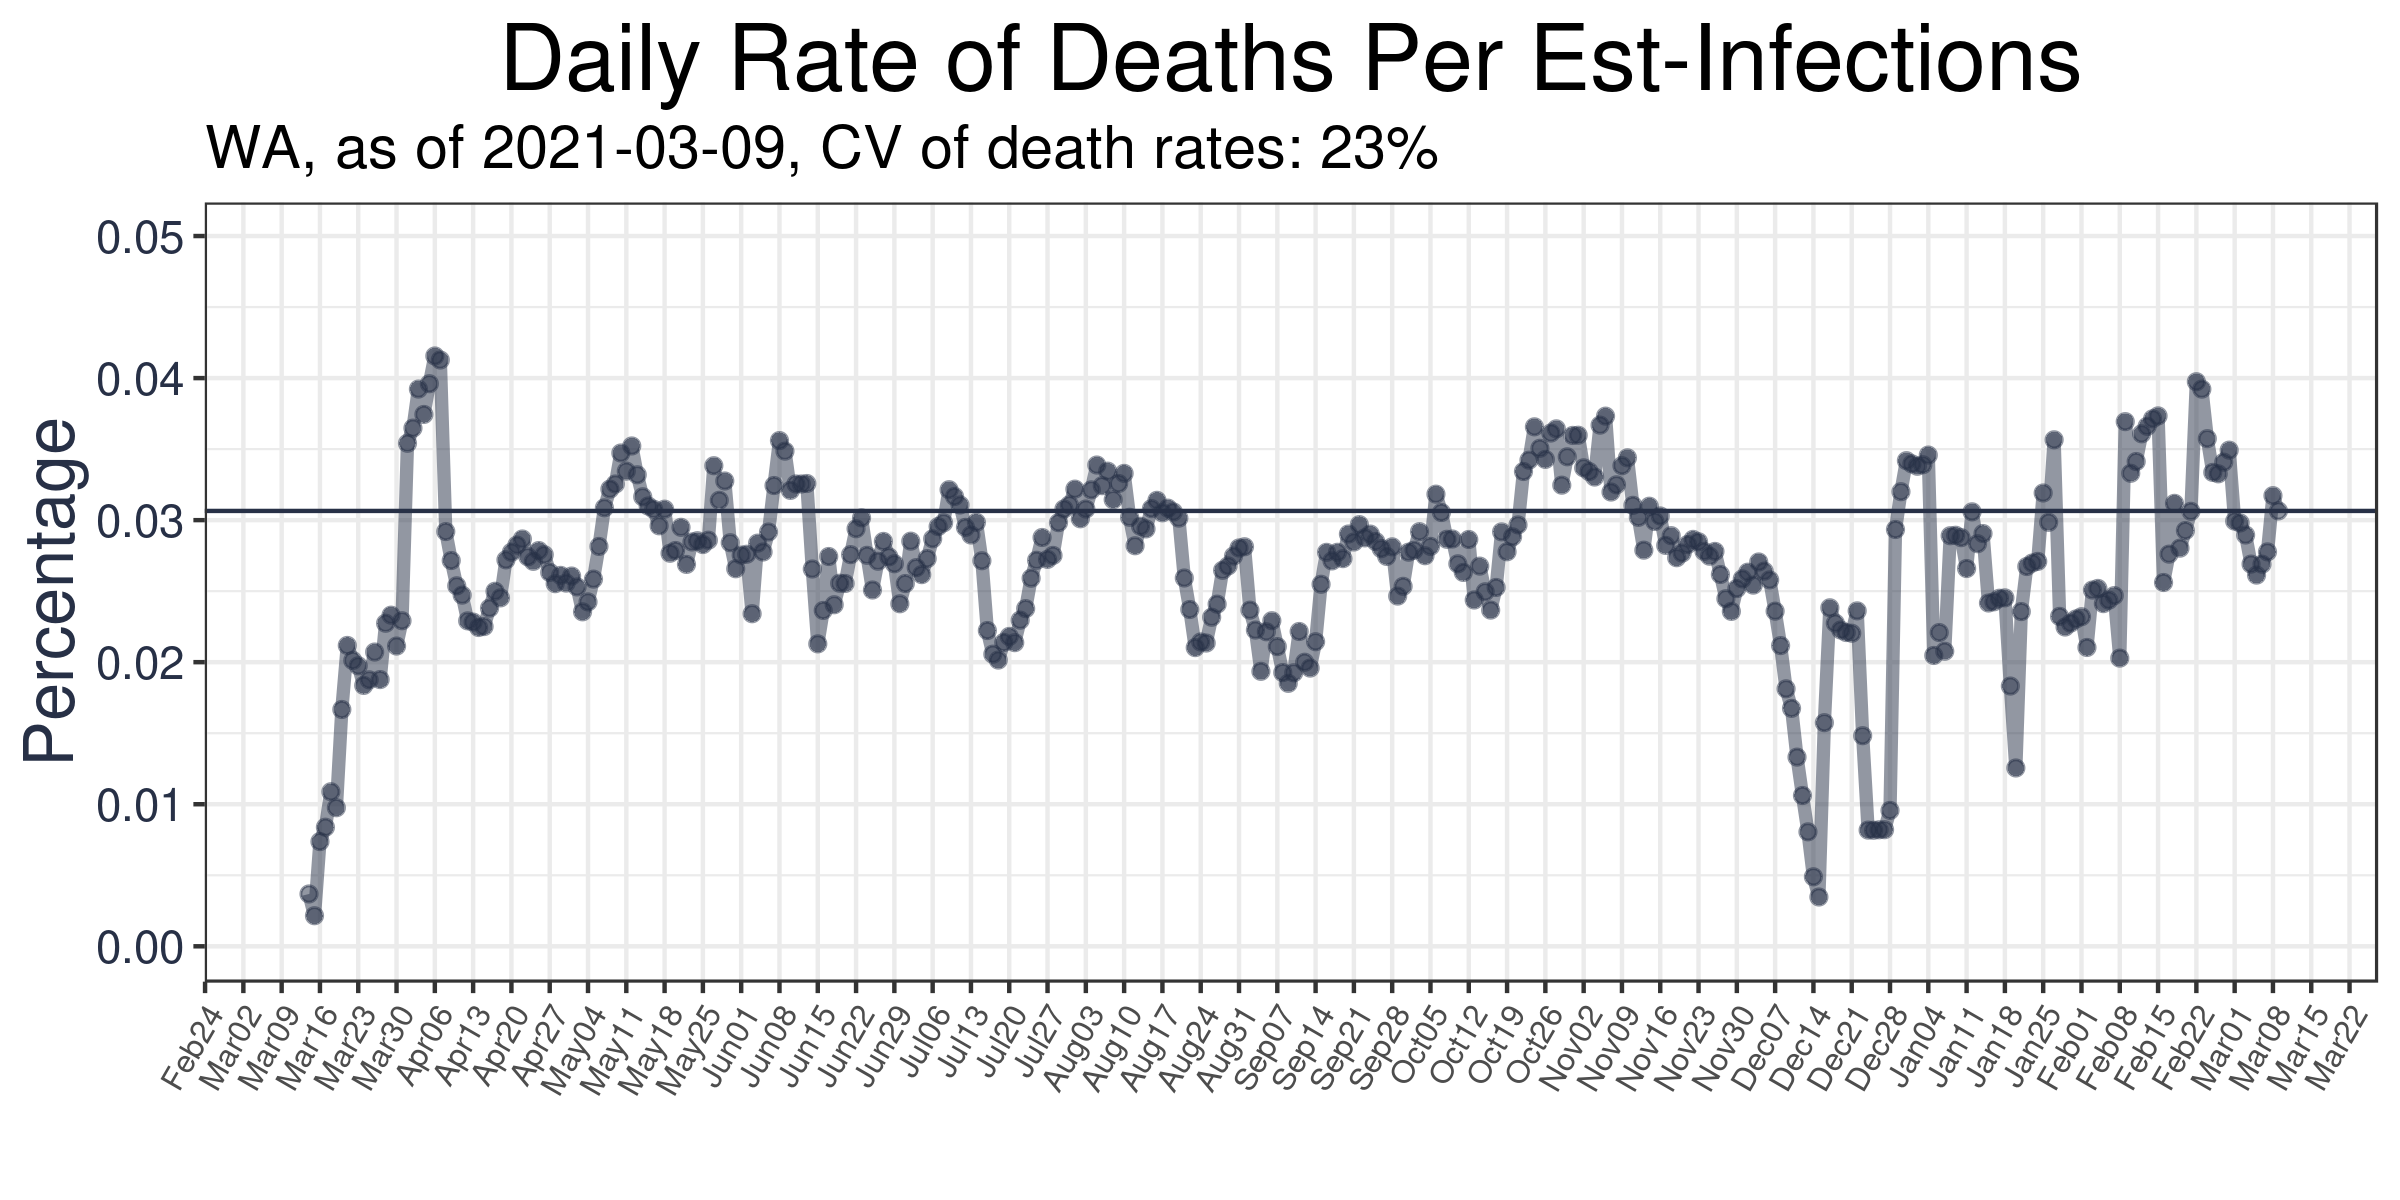 Daily Rate of Deaths Per Est-Infections
WA, as of 2021-03-09, CV of death rates: 23%
Percentage
0.05
0.04
0.03
0.02
0.01
0.00
Feb24
Mar02
Mar09
Mar16
Mar23
Mar30
Apr06
Apr13
Apr20
Apr27
May04
May11
May18
May25
Jun01
Jun08
Jun15
Jun22
Jun29
Jul06
Jul13
Jul20
Jul27
Aug03
Aug10
Aug17
Aug24
Aug31
Sep07
Sep14
Sep21
Sep28
Oct05
Oct12
Oct19
Oct26
Nov02
Nov09
Nov16
Nov23
Nov30
Dec07
Dec14
Dec21
Dec28
Jan04
Jan11
Jan18
Jan25
Feb01
Feb08
Feb15
Feb22
Mar01
Mar08
Mar15
Mar22